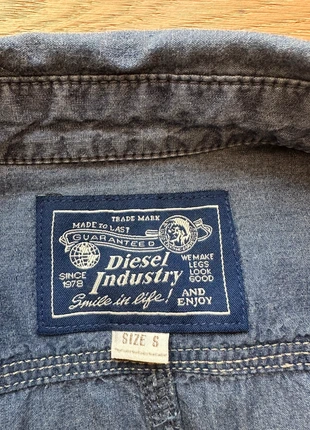 TRADE MARK
MADE TO LAST
GUARANTEED
Diesel
Industry
SINCE
1978
WE MAKE
LEGS
LOOK
GOOD
AND
ENJOY
Smile in life!
SIZE S